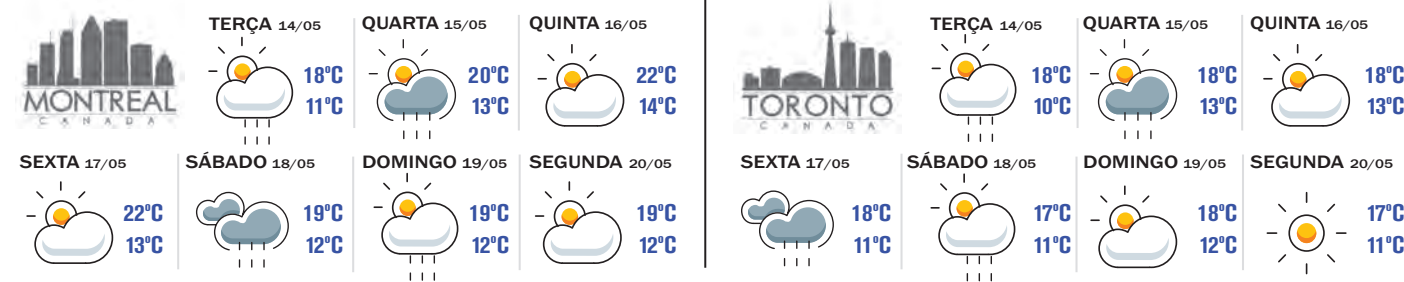 MONTREAL
CANADA
TERÇA 14/05
18ºC
11ºC
QUARTA 15/05
20ºC
13ºC
QUINTA 16/05
22ºC
14ºC
SEXTA 17/05
22ºC
13ºC
SÁBADO 18/05
19ºC
12ºC
DOMINGO 19/05
19ºC
12ºC
SEGUNDA 20/05
19ºC
12ºC
TORONTO
CANADA
TERÇA 14/05
18ºC
10ºC
QUARTA 15/05
18ºC
13ºC
QUINTA 16/05
18ºC
13ºC
SEXTA 17/05
18ºC
11ºC
SÁBADO 18/05
17ºC
11ºC
DOMINGO 19/05
18ºC
12ºC
SEGUNDA 20/05
17ºC
11ºC